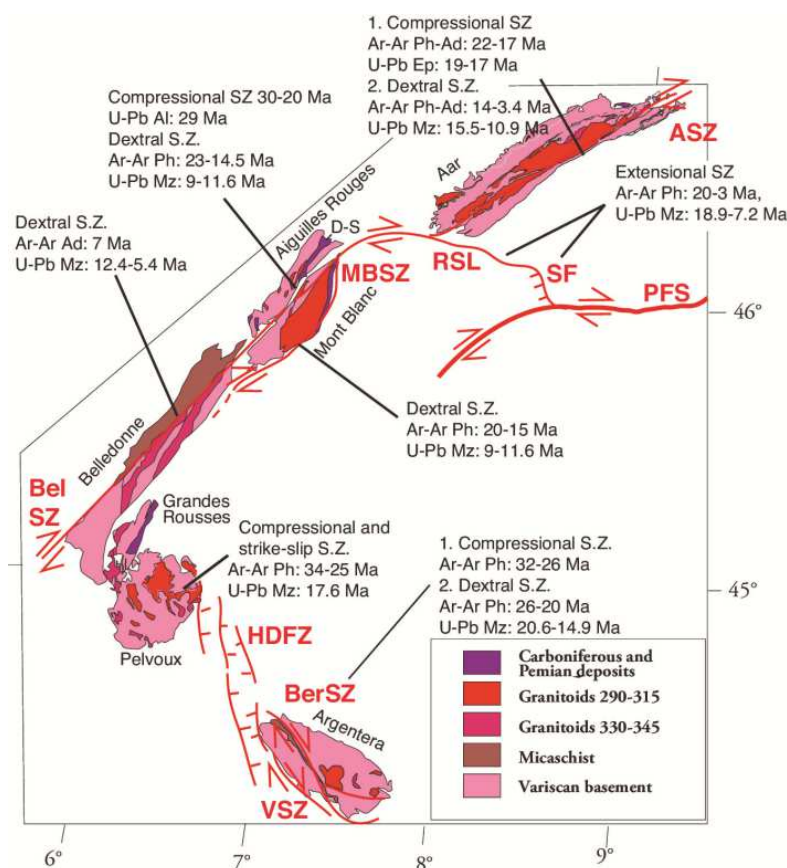 1. Compressional SZ
Ar-Ar Ph-Ad: 22-17 Ma
U-Pb Ep: 19-17 Ma
2. Dextral S.Z.
Ar-Ar Ph-Ad: 14-3.4 Ma
U-Pb Mz: 15.5-10.9 Ma
Compressional SZ 30-20 Ma
U-Pb Al: 29 Ma
Dextral S.Z.
Ar-Ar Ph: 23-14.5 Ma
U-Pb Mz: 9-11.6 Ma
ASZ
Aar
Extensional SZ
Ar-Ar Ph: 20-3 Ma,
U-Pb Mz: 18.9-7.2 Ma
Dextral S.Z.
Ar-Ar Ad: 7 Ma
U-Pb Mz: 12.4-5.4 Ma
Aiguilles Rouges
D-S
MBSZ
RSL
SF
PFS
46°
Mont Blanc
Dextral S.Z.
Ar-Ar Ph: 20-15 Ma
U-Pb Mz: 9-11.6 Ma
Belledonne
Bel
SZ
Grandes
Rousses
Compressional and
strike-slip S.Z.
Ar-Ar Ph: 34-25 Ma
U-Pb Mz: 17.6 Ma
1. Compressional S.Z.
Ar-Ar Ph: 32-26 Ma
2. Dextral S.Z.
Ar-Ar Ph: 26-20 Ma
U-Pb Mz: 20.6-14.9 Ma
45°
Pelvoux
HDFZ
BerSZ
Argentera
VSZ
Carboniferous and
Pemian deposits
Granitoids 290-315
Granitoids 330-345
Micaschist
Variscan basement
6°
7°
8°
9°